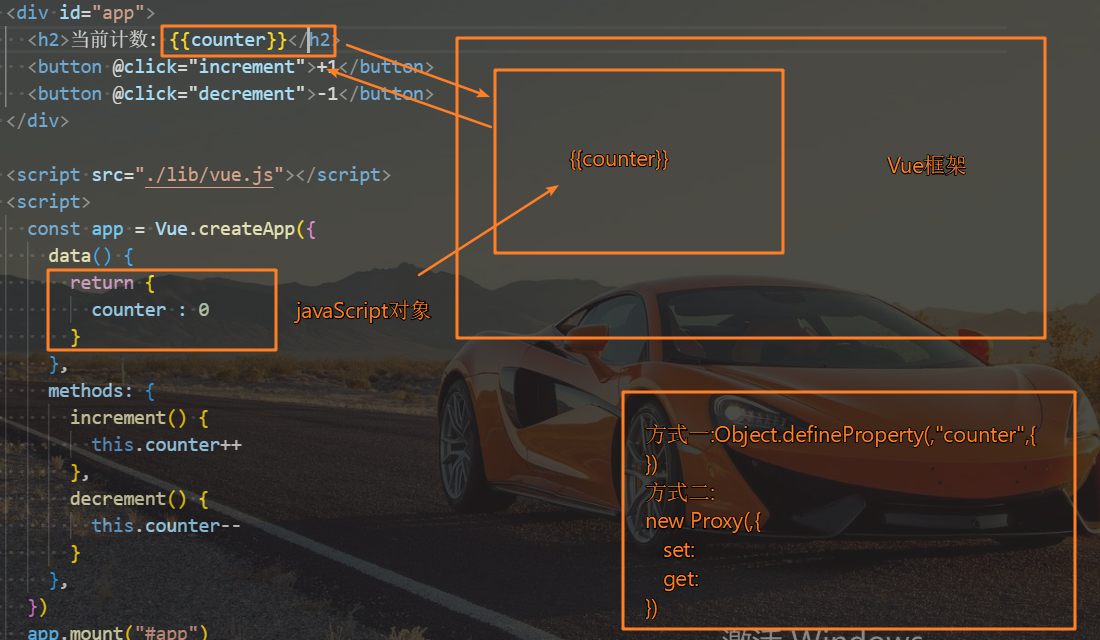 <div id="app">
<h2>当前计数: {{counter}}</h2>
<button @click="increment">+1</button>
<button @click="decrement">-1</button>
</div>
<script src="./lib/vue.js"></script>
<script>
const app = Vue.createApp({
data() {
return {
counter : 0
}
},
methods: {
increment() {
this.counter++
},
decrement() {
this.counter--
}
},
})
app.mount("#app")
{{counter}}
Vue框架
javaScript对象
方式一:Object.defineProperty(,"counter",{
})
方式二:
new Proxy(,{
set:
get:
})
激活 Windows